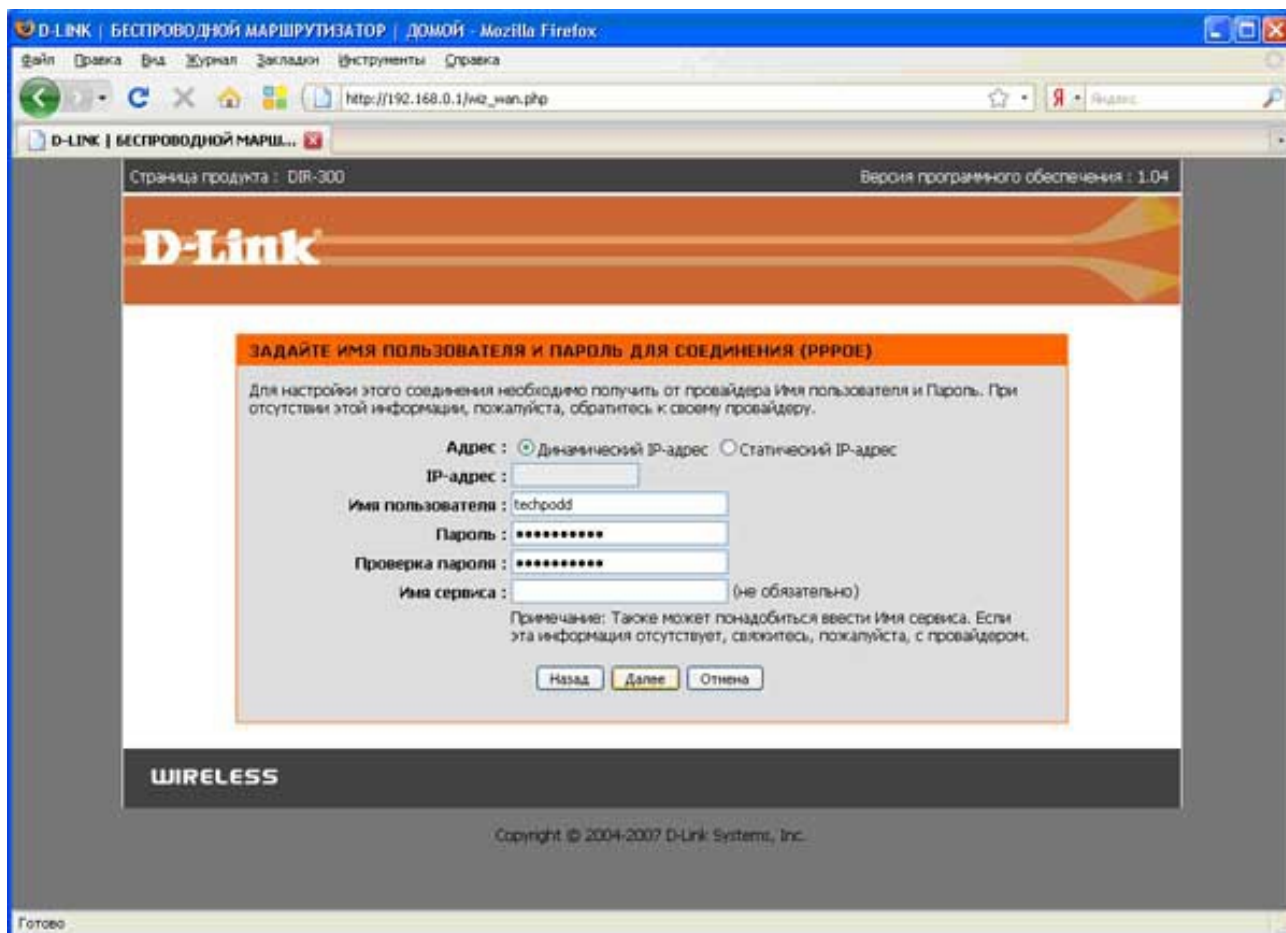 D-LINK | БЕСПРОВОДНОЙ МАРШРУТИЗАТОР | ДОМОЙ - Mozilla Firefox
Файл Правка Вид Журнал Закладки Инструменты Справка
http://192.168.0.1/wiz_wan.php
Я Яндекс
D-LINK | БЕСПРОВОДНОЙ МАРШ...
Страница продукта : DIR-300
Версия программного обеспечения : 1.04
D-Link
ЗАДАЙТЕ ИМЯ ПОЛЬЗОВАТЕЛЯ И ПАРОЛЬ ДЛЯ СОЕДИНЕНИЯ (PPPOE)
Для настройки этого соединения необходимо получить от провайдера Имя пользователя и Пароль. При
отсутствии этой информации, пожалуйста, обратитесь к своему провайдеру.
Адрес : Динамический IP-адрес Статический IP-адрес
IP-адрес :
Имя пользователя : techpodd
Пароль : ••••••••••
Проверка пароля : ••••••••••
Имя сервиса : (не обязательно)
Примечание: Также может понадобиться ввести Имя сервиса. Если
эта информация отсутствует, свяжитесь, пожалуйста, с провайдером.
Назад Далее Отмена
WIRELESS
Copyright © 2004-2007 D-Link Systems, Inc.
Готово